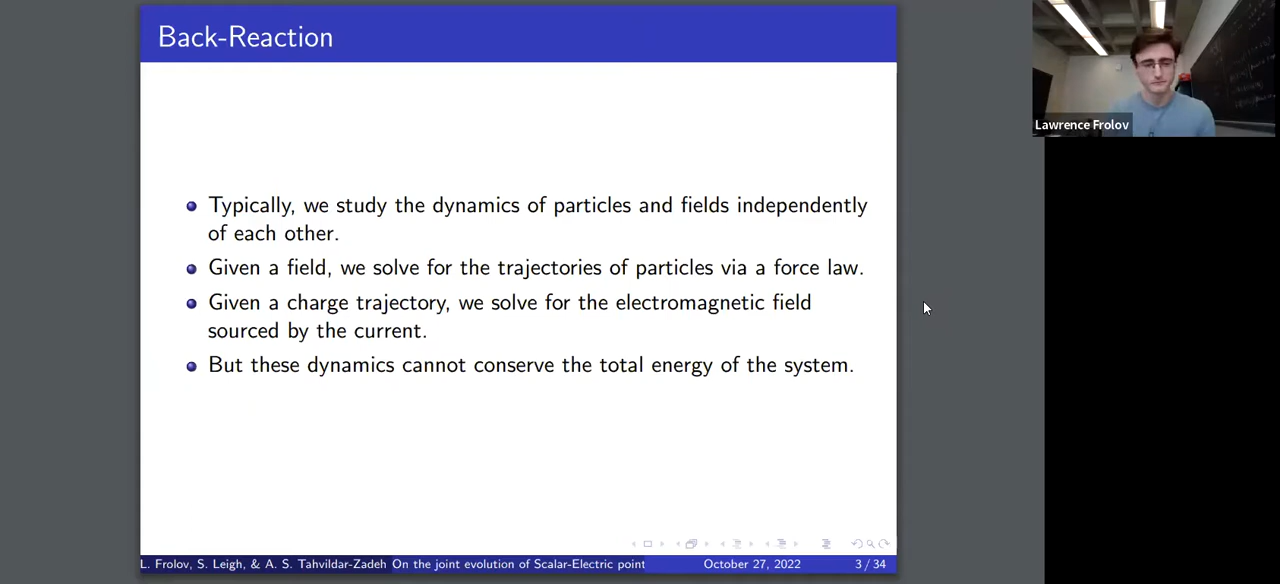 Back-Reaction
Lawrence Frolov
Typically, we study the dynamics of particles and fields independently
of each other.
Given a field, we solve for the trajectories of particles via a force law.
Given a charge trajectory, we solve for the electromagnetic field
sourced by the current.
But these dynamics cannot conserve the total energy of the system.
L. Frolov, S. Leigh, & A. S. Tahvildar-Zadeh On the joint evolution of Scalar-Electric point October 27, 2022 3 / 34